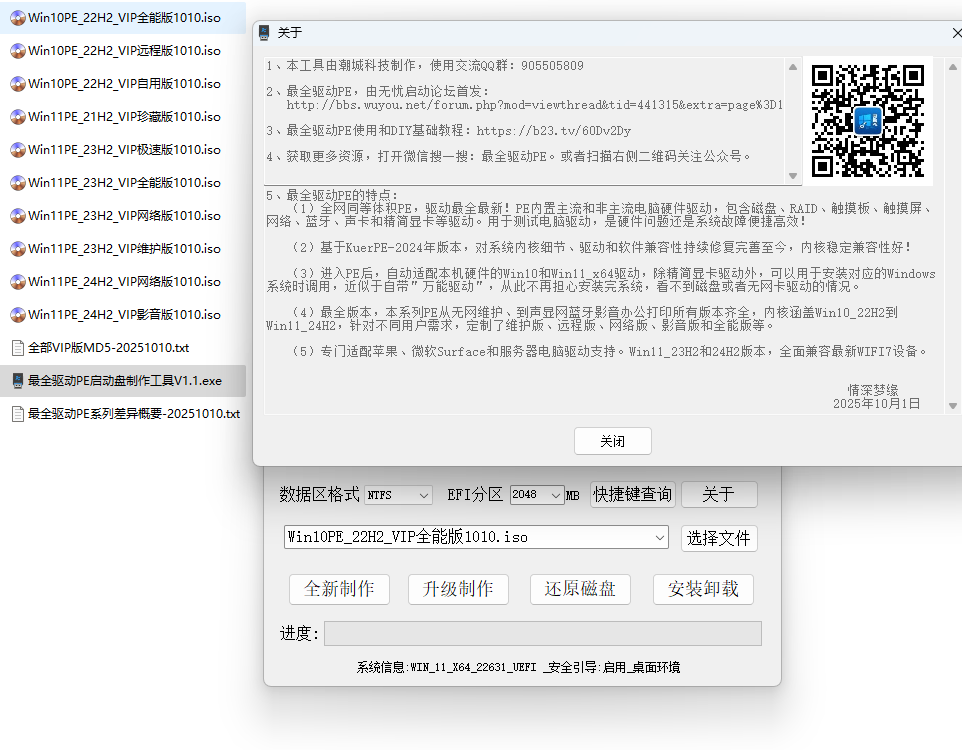 Win10PE_22H2_VIP全能版1010.iso
Win10PE_22H2_VIP远程版1010.iso
Win10PE_22H2_VIP自用版1010.iso
Win11PE_21H2_VIP珍藏版1010.iso
Win11PE_23H2_VIP极速版1010.iso
Win11PE_23H2_VIP全能版1010.iso
Win11PE_23H2_VIP网络版1010.iso
Win11PE_23H2_VIP维护版1010.iso
Win11PE_24H2_VIP网络版1010.iso
Win11PE_24H2_VIP影音版1010.iso
全部VIP版MD5-20251010.txt
最全驱动PE启动盘制作工具V1.1.exe
最全驱动PE系列差异概要-20251010.txt
关于
1、本工具由潮城科技制作，使用交流QQ群：905505809
2、最全驱动PE，由无忧启动论坛首发：
http://bbs.wuyou.net/forum.php?mod=viewthread&tid=441315&extra=page%3D1
3、最全驱动PE使用和DIY基础教程：https://b23.tv/6ODv2Dy
4、获取更多资源，打开微信搜一搜：最全驱动PE。或者扫描右侧二维码关注公众号。
5、最全驱动PE的特点：
（1）全网同等体积PE，驱动最全最新！PE内置主流和非主流电脑硬件驱动，包含磁盘、RAID、触摸板、触摸屏、
网络、蓝牙、声卡和精简显卡等驱动。用于测试电脑驱动，是硬件问题还是系统故障便捷高效！
（2）基于KuerPE-2024年版本，对系统内核细节、驱动和软件兼容性持续修复完善至今，内核稳定兼容性好！
（3）进入PE后，自动适配本机硬件的Win10和Win11_x64驱动，除精简显卡驱动外，可以用于安装对应的Windows
系统时调用，近似于自带"万能驱动"，从此不再担心安装完系统，看不到磁盘或者无网卡驱动的情况。
（4）最全版本，本系列PE从无网维护、到声显网蓝牙影音办公打印所有版本齐全，内核涵盖Win10_22H2到
Win11_24H2，针对不同用户需求，定制了维护版、远程版、网络版、影音版和全能版等。
（5）专门适配苹果、微软Surface和服务器电脑驱动支持。Win11_23H2和24H2版本，全面兼容最新WIFI7设备。
情深梦缘
2025年10月1日
关闭
数据区格式 NTFS EFI分区 2048 MB 快捷键查询 关于
Win10PE_22H2_VIP全能版1010.iso 选择文件
全新制作 升级制作 还原磁盘 安装卸载
进度：
系统信息:WIN_11_X64_22631_UEFI _安全引导:启用_桌面环境